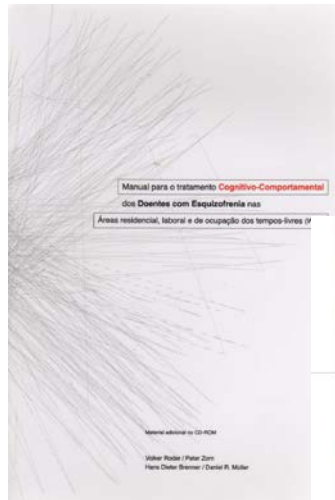 Manual para o tratamento Cognitivo-Comportamental
dos Doentes com Esquizofrenia nas
Áreas residencial, laboral e de ocupação dos tempos-livres
Material adicional no CD-ROM
Volker Roder / Peter Zorn
Hans Dieter Brenner / Daniel R. Müller